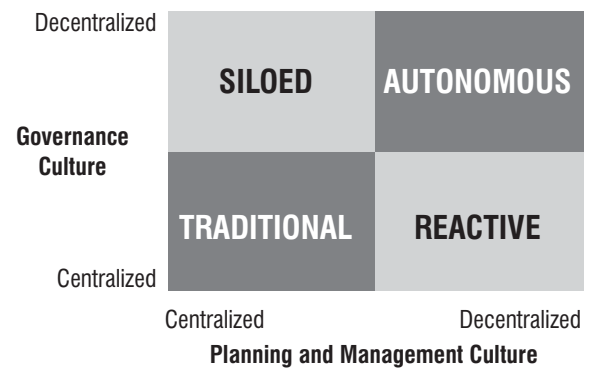 Decentralized
SILOED
AUTONOMOUS
Governance
Culture
TRADITIONAL
REACTIVE
Centralized
Centralized
Decentralized
Planning and Management Culture